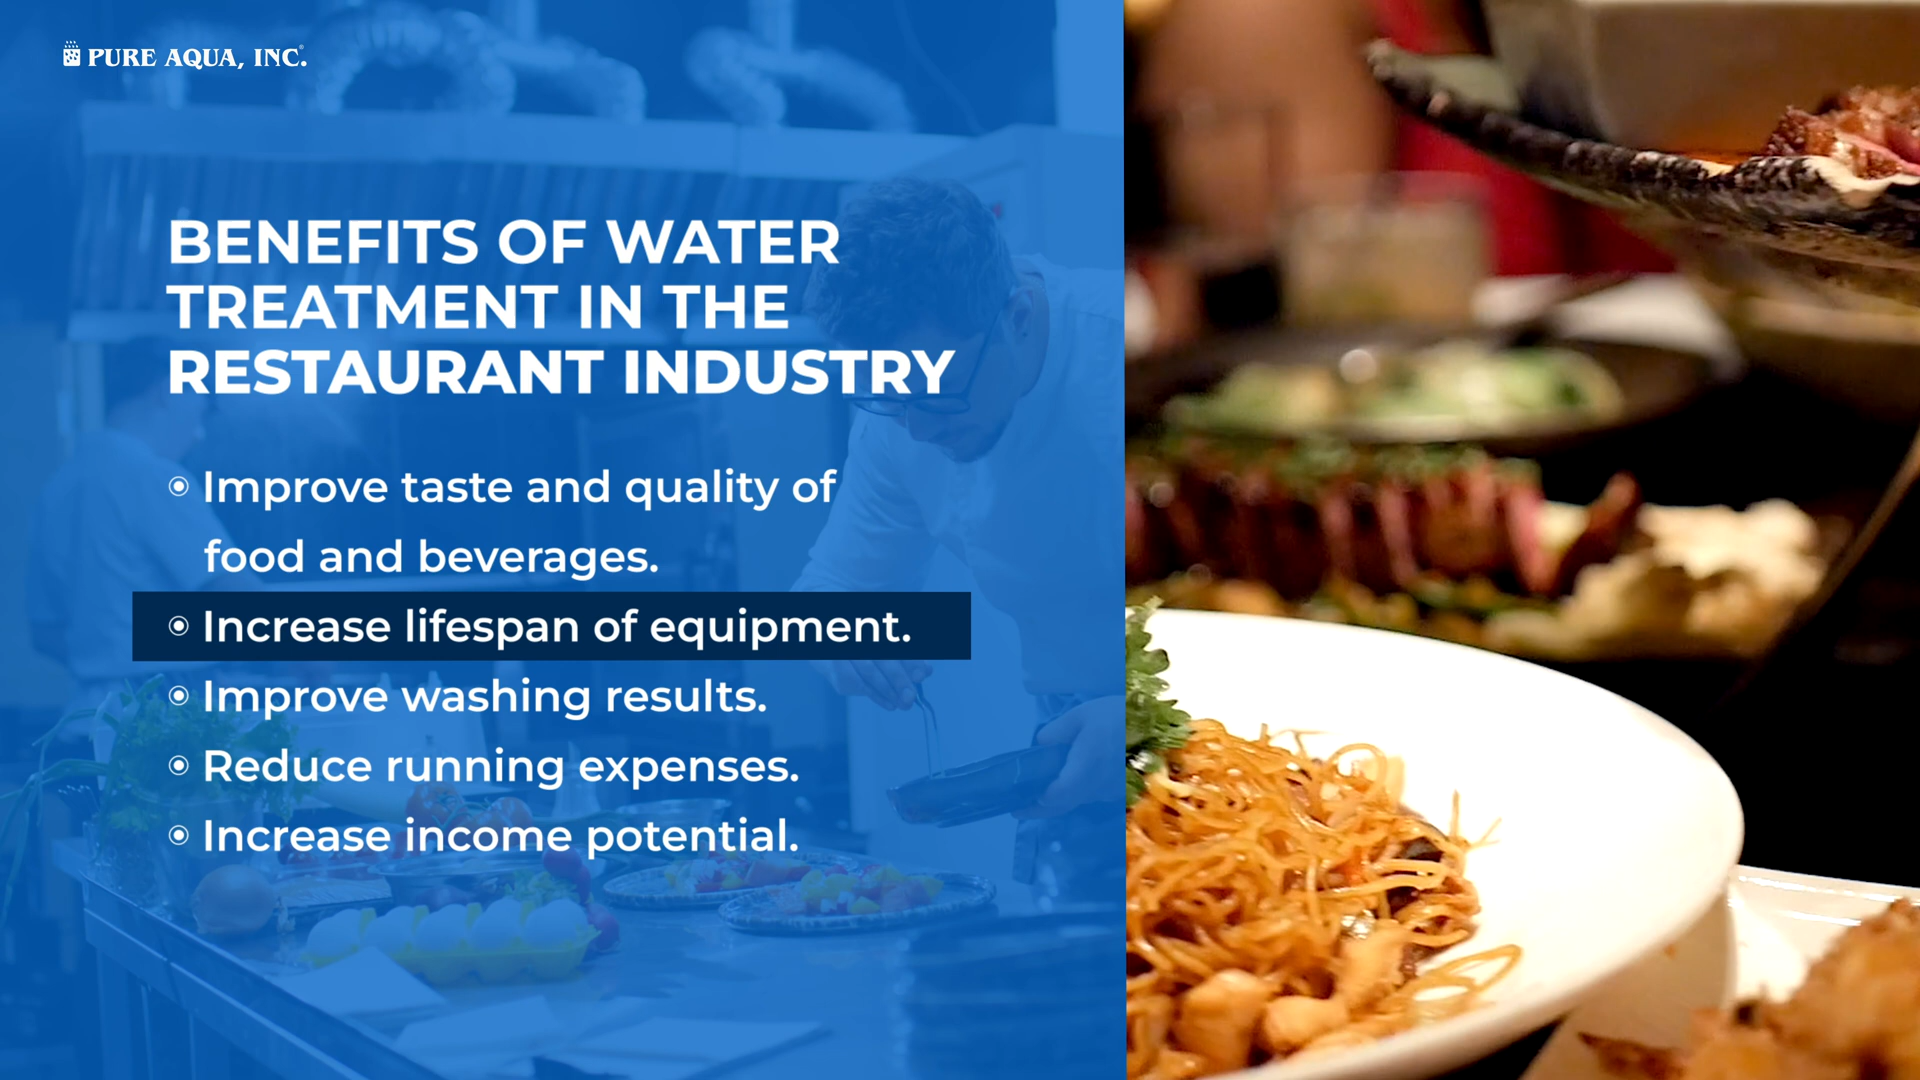 PURE AQUA, INC.
BENEFITS OF WATER
TREATMENT IN THE
RESTAURANT INDUSTRY
Improve taste and quality of
food and beverages.
Increase lifespan of equipment.
Improve washing results.
Reduce running expenses.
Increase income potential.